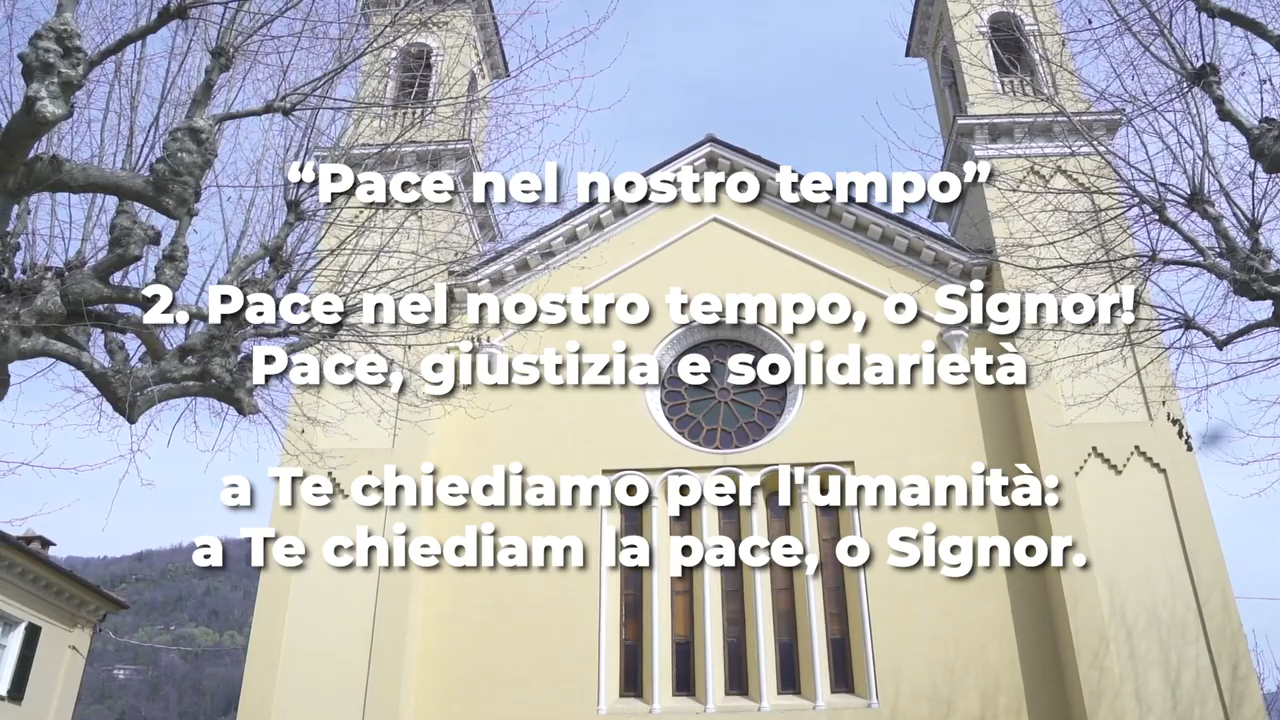 “Pace nel nostro tempo”
2. Pace nel nostro tempo, o Signor!
Pace, giustizia e solidarietà
a Te chiediamo per l'umanità:
a Te chiediam la pace, o Signor.